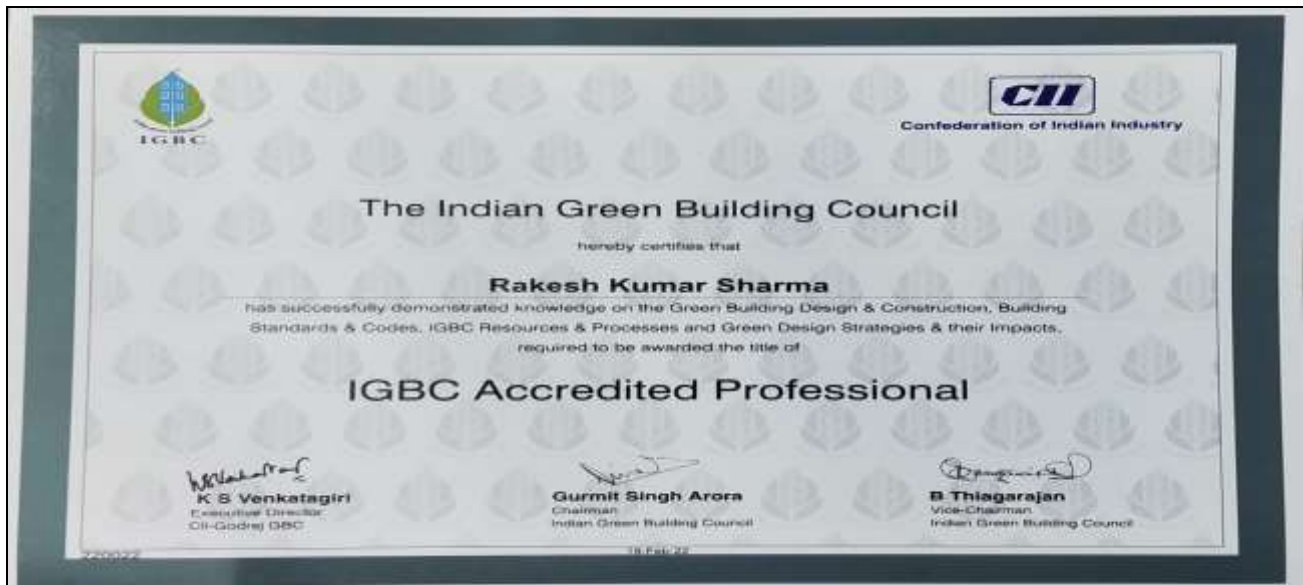 IGBC
CII
Confederation of Indian Industry
The Indian Green Building Council
hereby certifies that
Rakesh Kumar Sharma
has successfully demonstrated knowledge on the Green Building Design & Construction, Building
Standards & Codes, IGBC Resources & Processes and Green Design Strategies & their Impacts,
required to be awarded the title of
IGBC Accredited Professional
K S Venkatagiri
Executive Director
CII-Godrej GBC
Gurmit Singh Arora
Chairman
Indian Green Building Council
B Thiagarajan
Vice-Chairman
Indian Green Building Council
220022